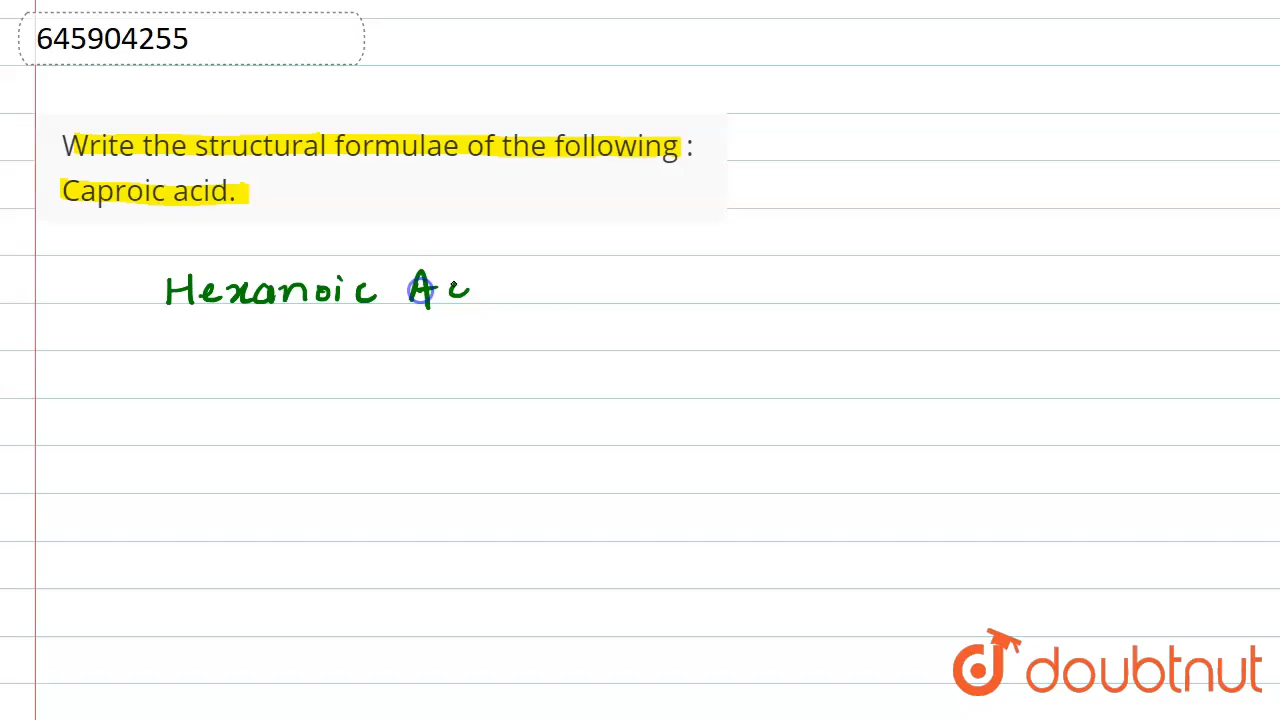 645904255
Write the structural formulae of the following :
Caproic acid.
Hexanoic Ac
doubtnut